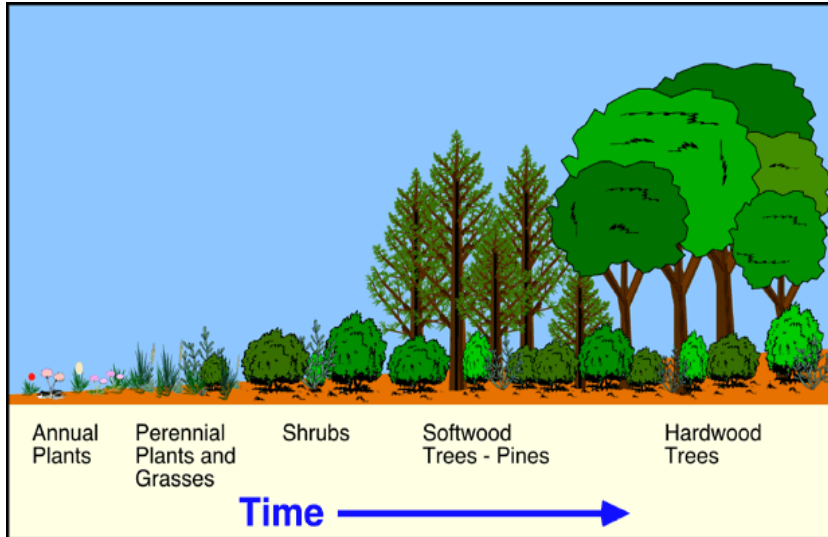 Annual
Plants
Perennial
Plants and
Grasses
Shrubs
Softwood
Trees - Pines
Hardwood
Trees
Time